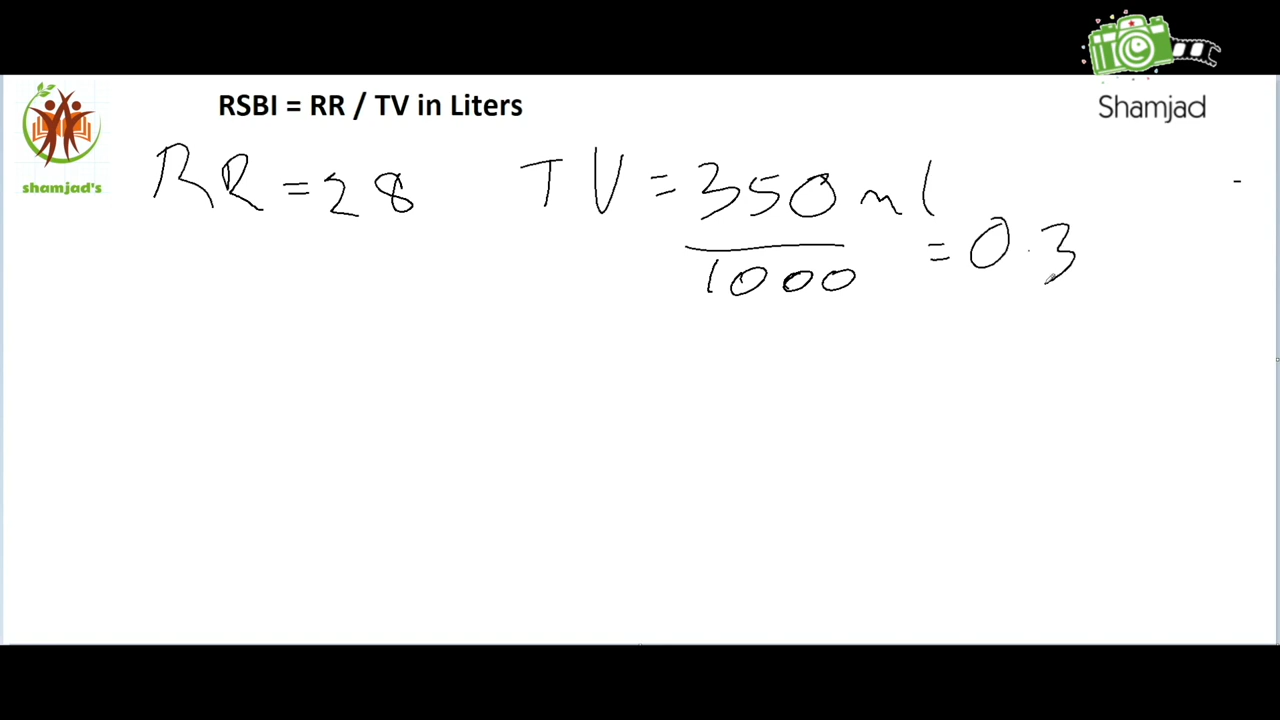 Shamjad
RSBI = RR / TV in Liters
shamjad's
RR = 28 TV = 350 ml
1000 = 0.3